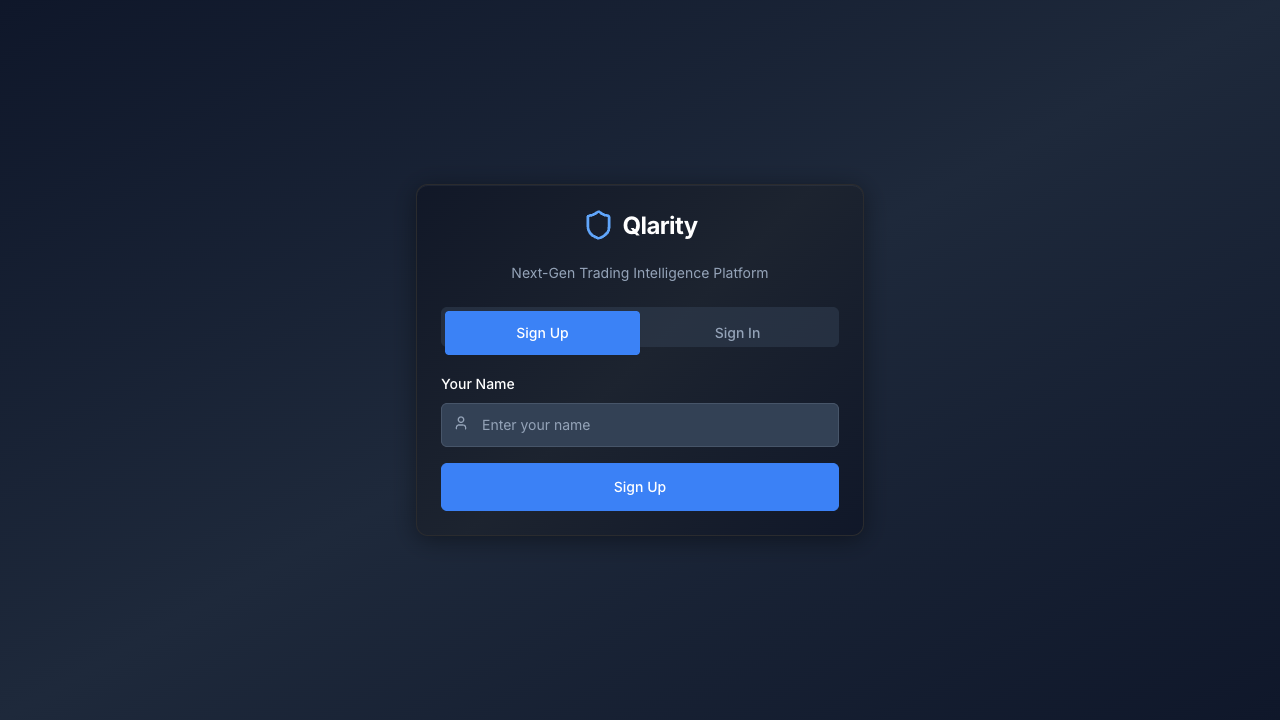 Qlarity
Next-Gen Trading Intelligence Platform
Sign Up Sign In
Your Name
Enter your name
Sign Up